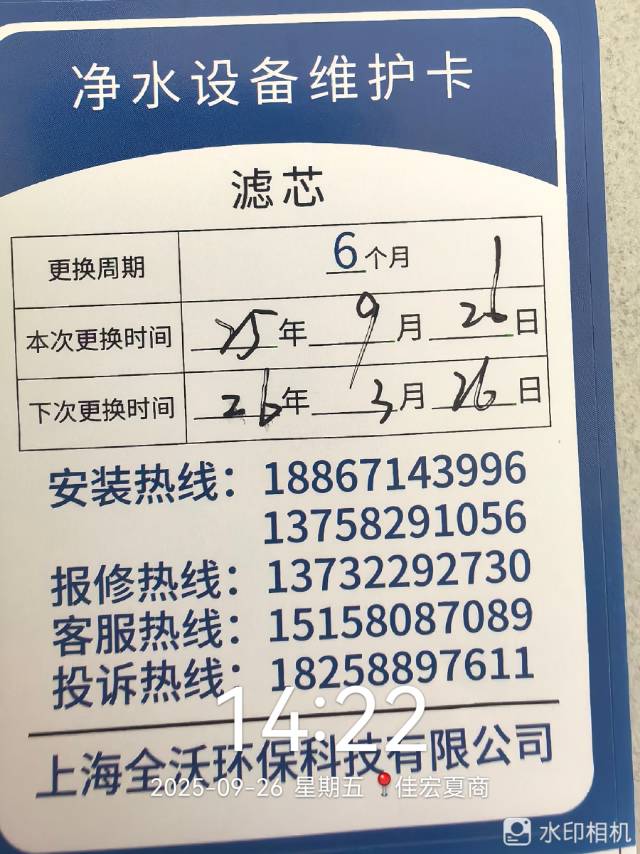 净水设备维护卡
滤芯
更换周期 6个月
本次更换时间 25年9月26日
下次更换时间 26年3月26日
安装热线：18867143996
13758291056
报修热线：13732292730
客服热线：15158087089
投诉热线：18258897611
14:22
上海全沃环保科技有限公司
2025-09-26 星期五 佳宏夏商
水印相机